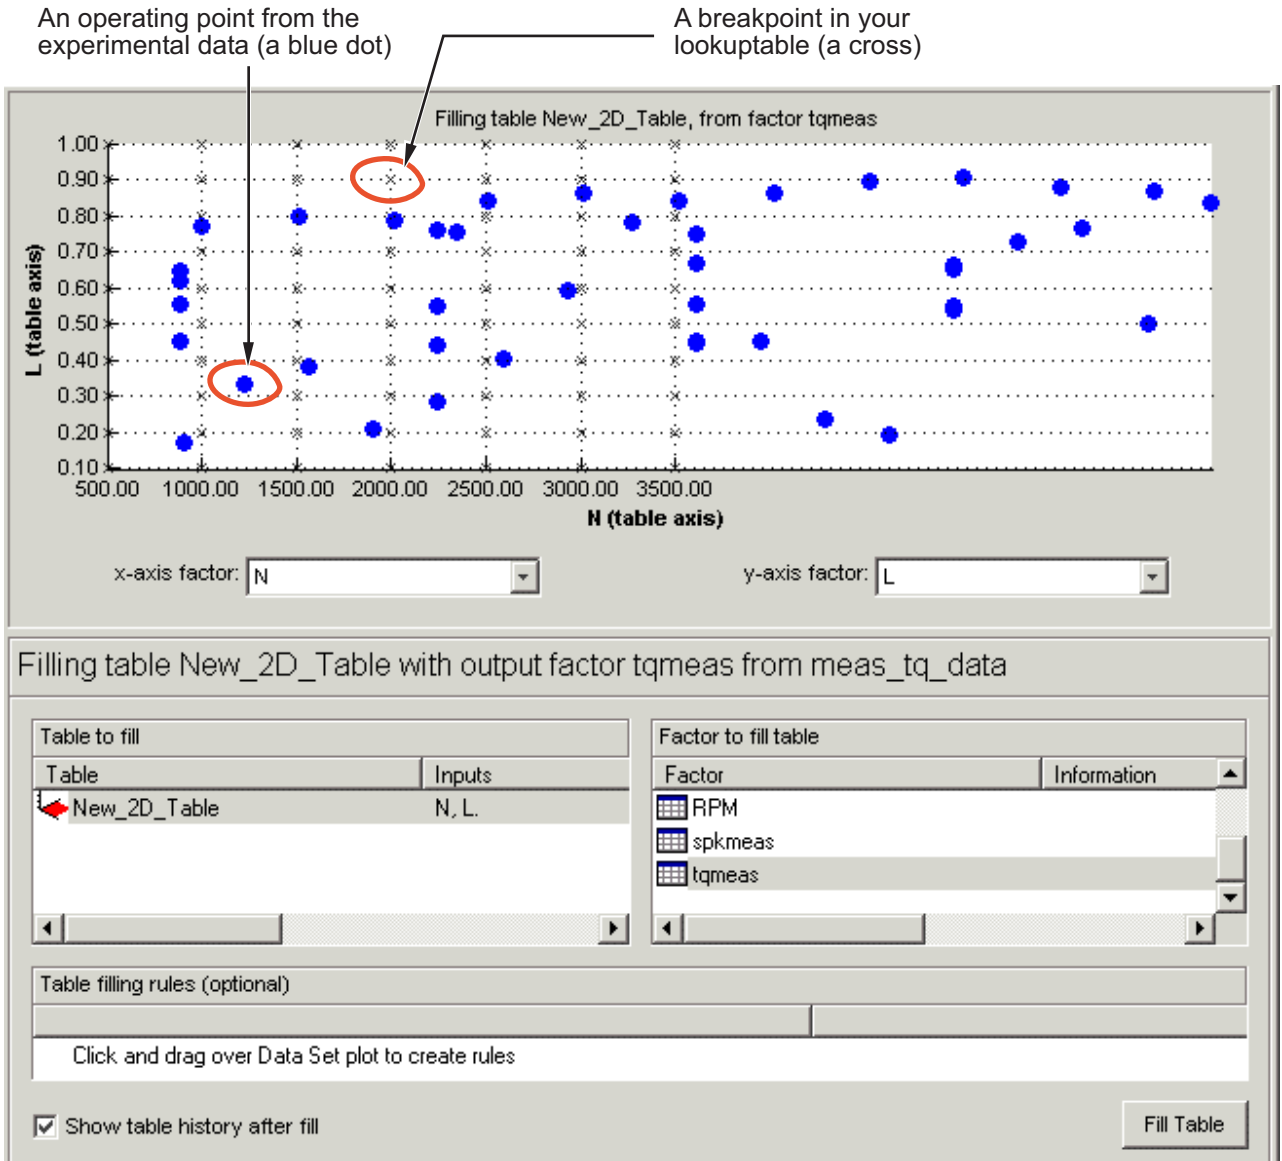 An operating point from the
experimental data (a blue dot)
A breakpoint in your
lookuptable (a cross)
Filling table New_2D_Table, from factor tqmeas
1.00
0.90
0.80
0.70
0.60
0.50
0.40
0.30
0.20
0.10
L (table axis)
500.00 1000.00 1500.00 2000.00 2500.00 3000.00 3500.00
N (table axis)
x-axis factor: N
y-axis factor: L
Filling table New_2D_Table with output factor tqmeas from meas_tq_data
Table to fill
Table Inputs
New_2D_Table N, L.
Factor to fill table
Factor Information
RPM
spkmeas
tqmeas
Table filling rules (optional)
Click and drag over Data Set plot to create rules
Show table history after fill
Fill Table